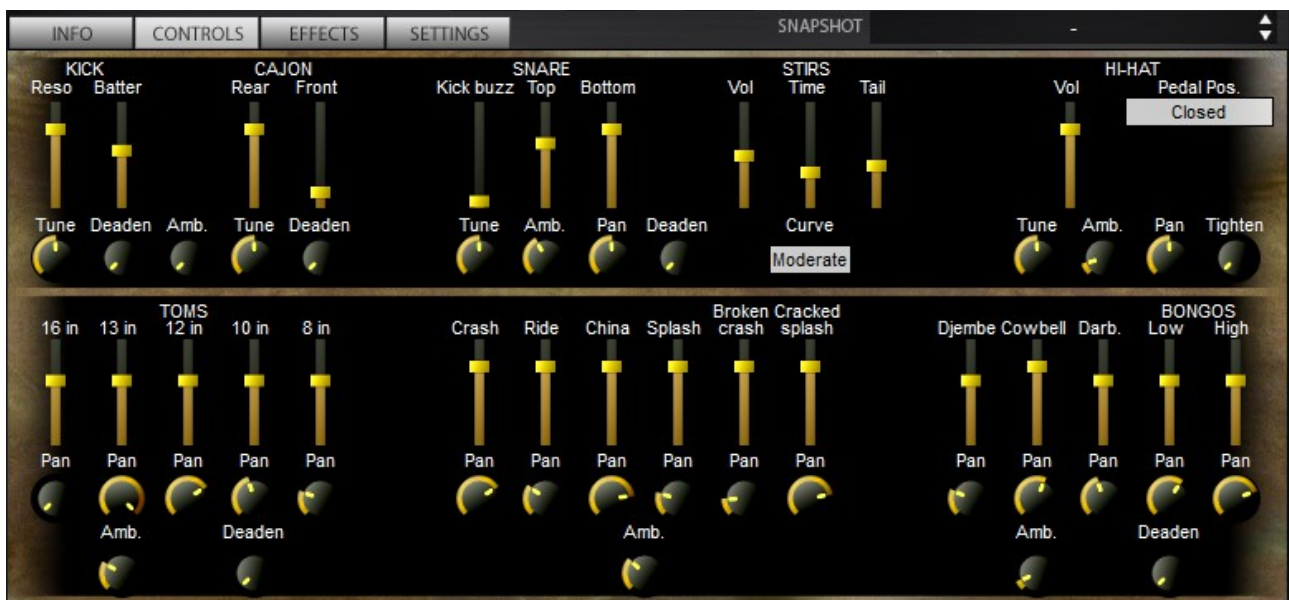 INFO CONTROLS EFFECTS SETTINGS SNAPSHOT -
KICK CAJON SNARE STIRS HI-HAT
Reso Batter Rear Front Kick buzz Top Bottom Vol Time Tail Vol Pedal Pos.
Closed
Tune Deaden Amb. Tune Deaden Tune Amb. Pan Deaden Curve Tune Amb. Pan Tighten
Moderate
TOMS Broken Cracked BONGOS
16 in 13 in 12 in 10 in 8 in Crash Ride China Splash crash splash Djembe Cowbell Darb. Low High
Pan Pan Pan Pan Pan Pan Pan Pan Pan Pan Pan Pan Pan Pan Pan Pan
Amb. Deaden Amb. Amb. Deaden